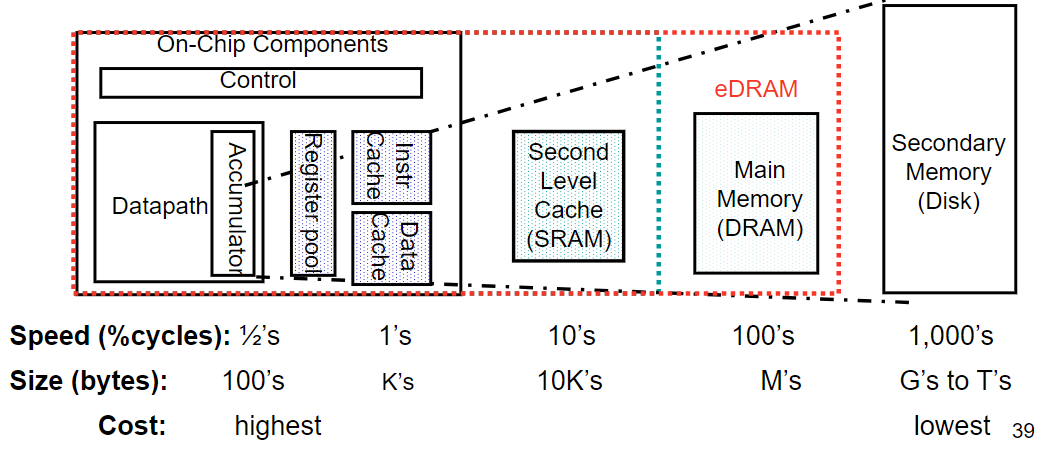 On-Chip Components
Control
eDRAM
Datapath
Accumulator
Register pool
Instr
Cache
Data
Cache
Second
Level
Cache
(SRAM)
Main
Memory
(DRAM)
Secondary
Memory
(Disk)
Speed (%cycles): ½’s 1’s 10’s 100’s 1,000’s
Size (bytes): 100’s K’s 10K’s M’s G’s to T’s
Cost: highest lowest 39